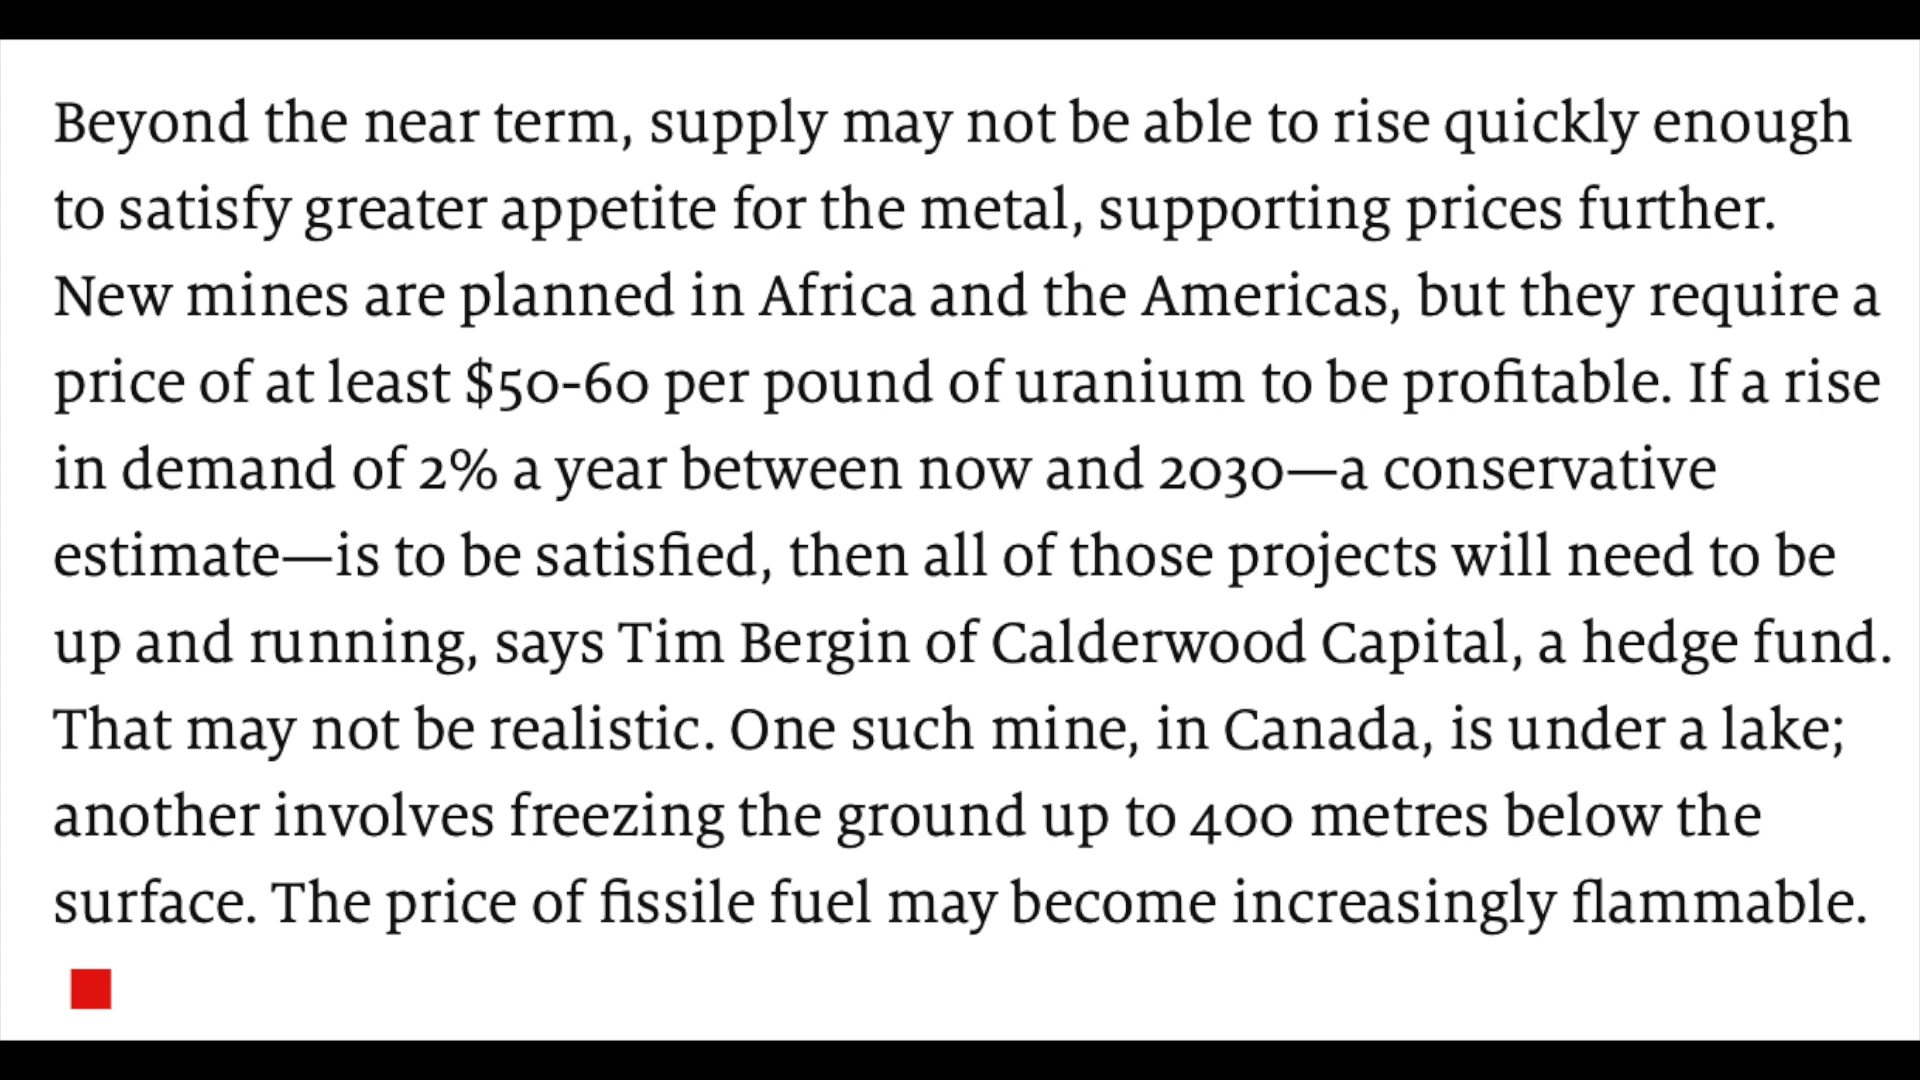 Beyond the near term, supply may not be able to rise quickly enough
to satisfy greater appetite for the metal, supporting prices further.
New mines are planned in Africa and the Americas, but they require a
price of at least $50-60 per pound of uranium to be profitable. If a rise
in demand of 2% a year between now and 2030—a conservative
estimate—is to be satisfied, then all of those projects will need to be
up and running, says Tim Bergin of Calderwood Capital, a hedge fund.
That may not be realistic. One such mine, in Canada, is under a lake;
another involves freezing the ground up to 400 metres below the
surface. The price of fissile fuel may become increasingly flammable.